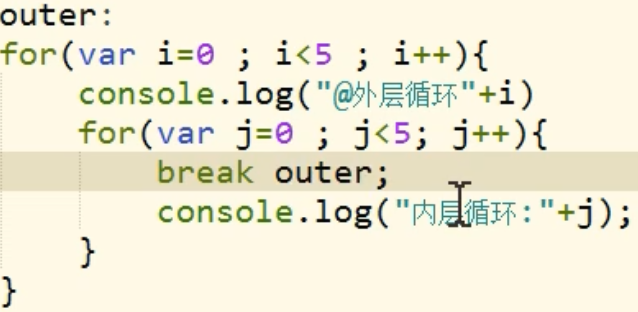 outer:
for(var i=0 ; i<5 ; i++){
console.log("@外层循环"+i)
for(var j=0 ; j<5; j++){
break outer;
console.log("内层循环:"+j);
}
}